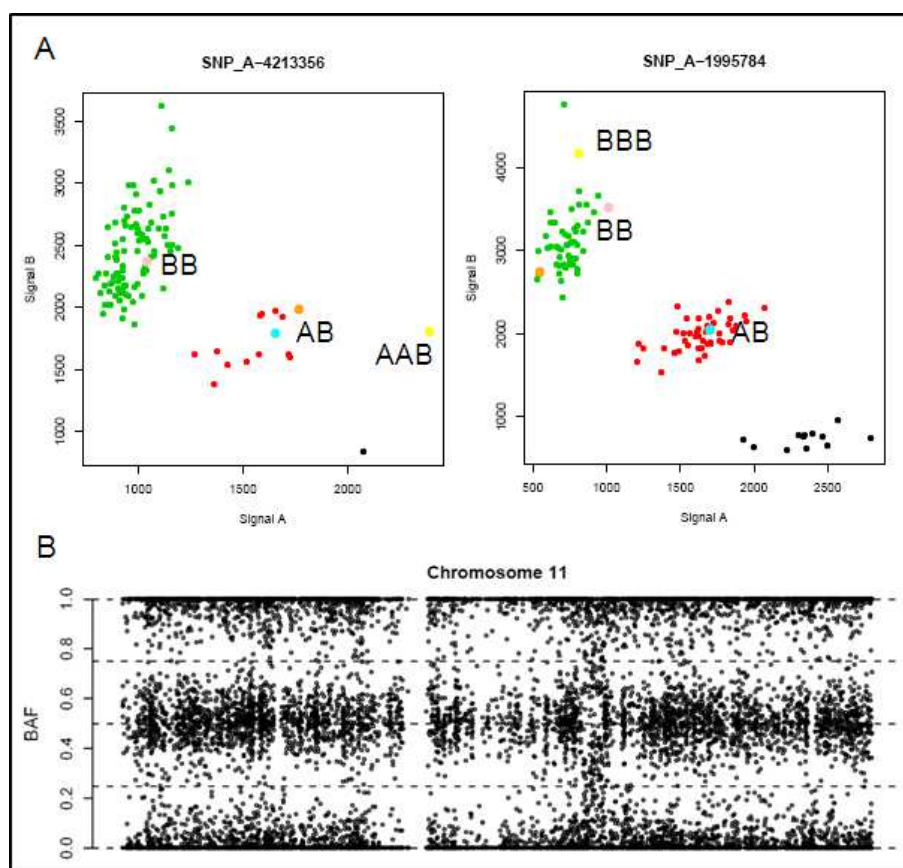 A
SNP_A-4213356
SNP_A-1995784
Signal B
3500
3000
2500
2000
1500
1000
BB
AB
AAB
1000
1500
2000
Signal A
Signal B
4000
3000
2000
1000
BBB
BB
AB
500
1000
1500
2000
2500
Signal A
B
Chromosome 11
BAF
1.0
0.8
0.6
0.4
0.2
0.0